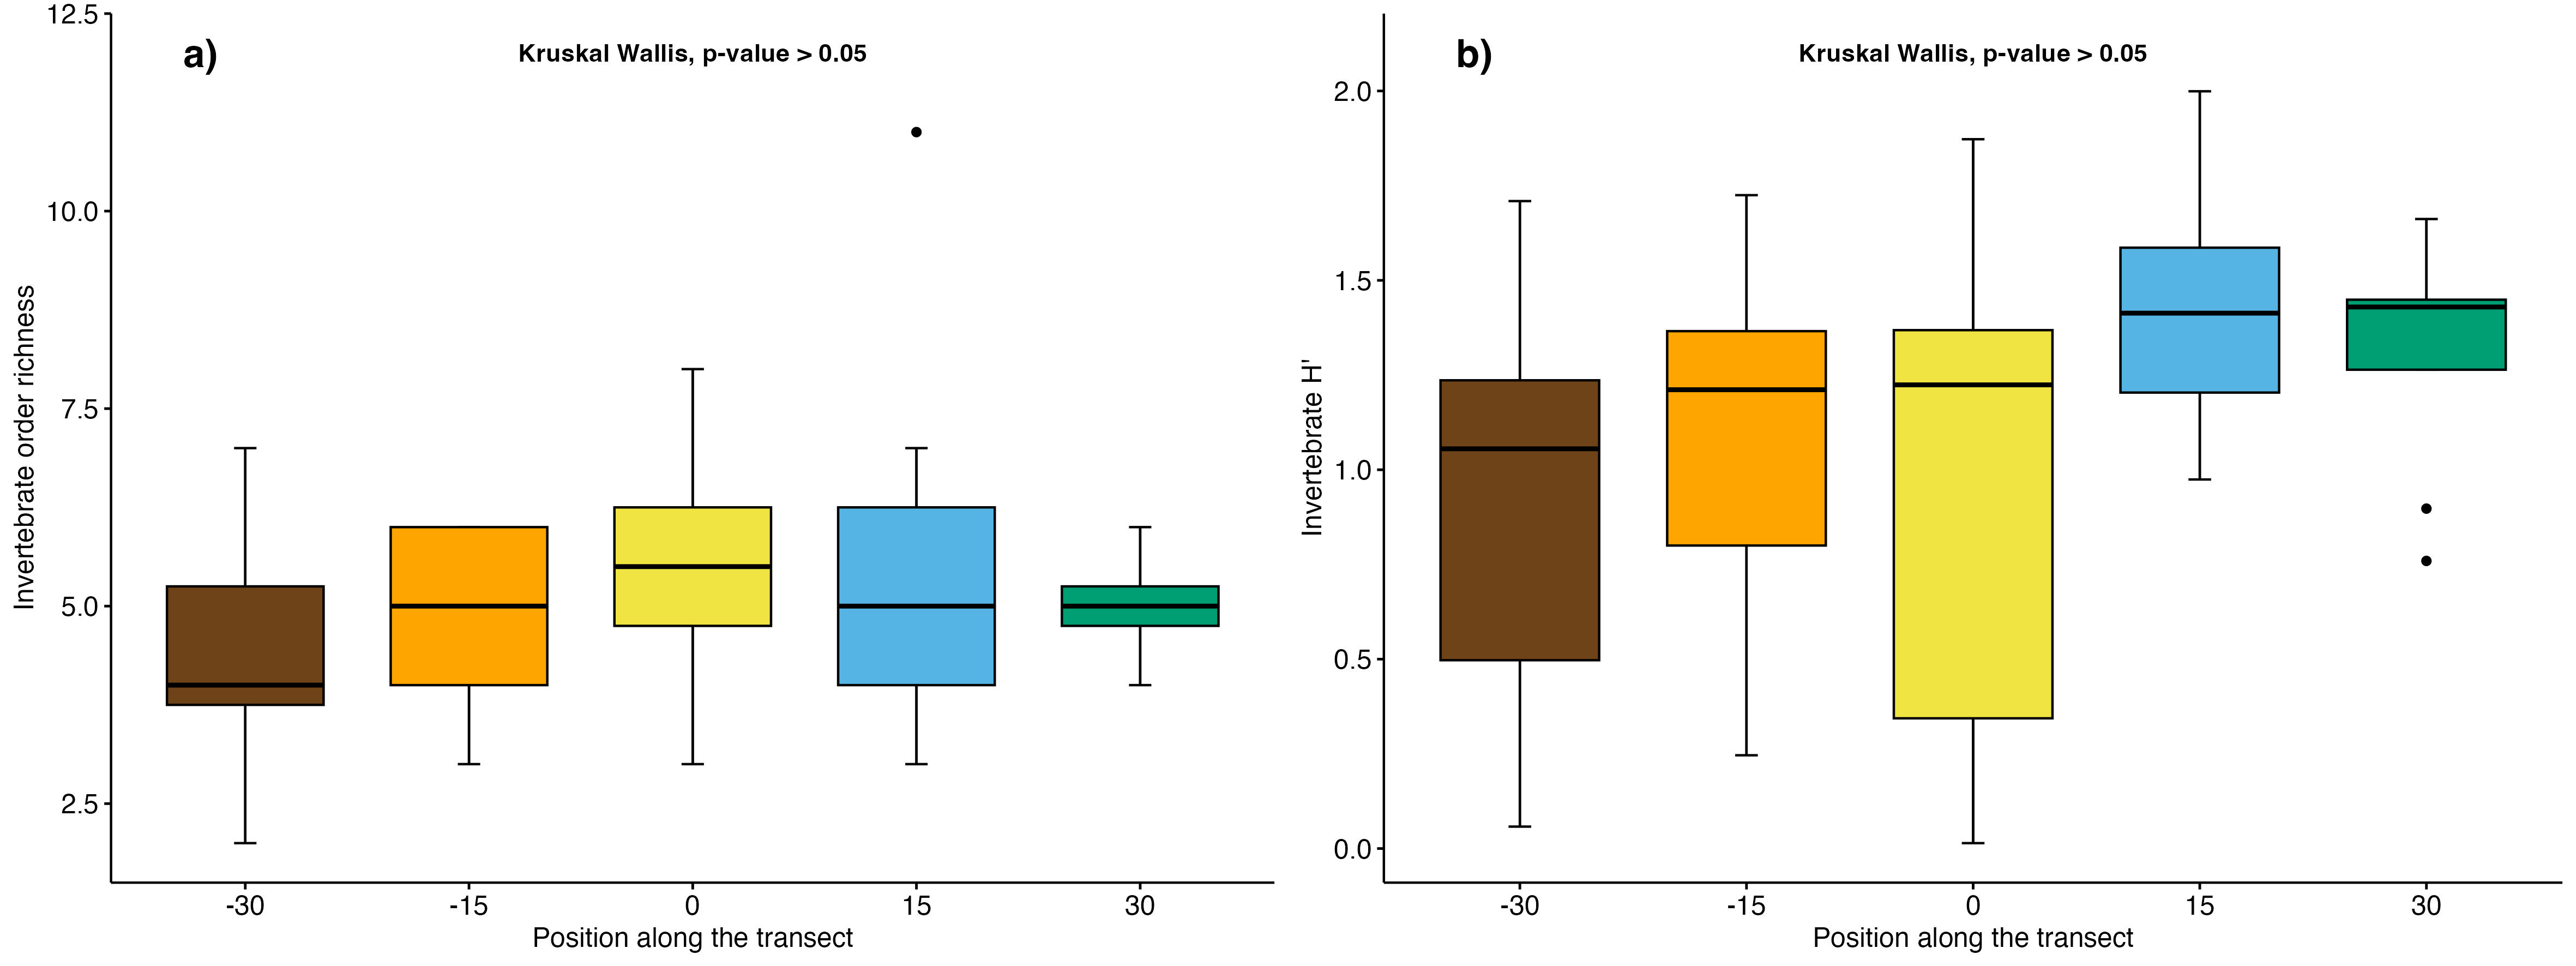 a)
Kruskal Wallis, p-value > 0.05
Invertebrate order richness
12.5
10.0
7.5
5.0
2.5
-30 -15 0 15 30
Position along the transect
b)
Kruskal Wallis, p-value > 0.05
Invertebrate H'
2.0
1.5
1.0
0.5
0.0
-30 -15 0 15 30
Position along the transect